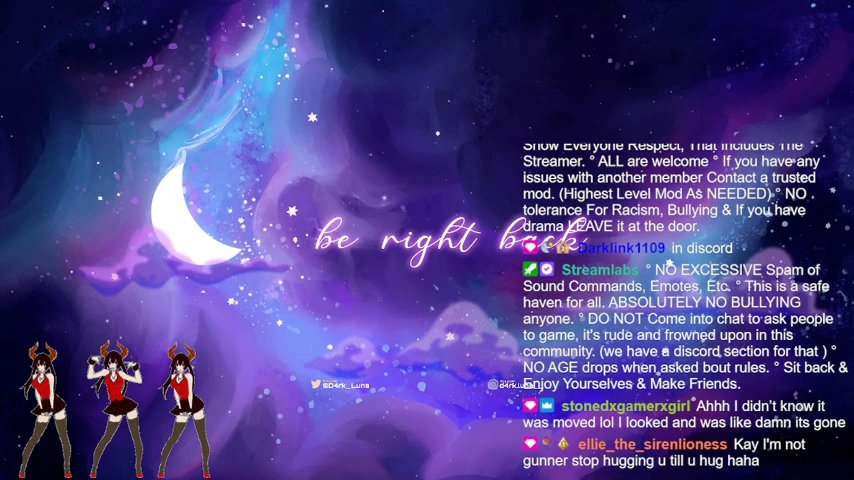 Show Everyone Respect, That Includes The
Streamer. ° ALL are welcome ° If you have any
issues with another member Contact a trusted
mod. (Highest Level Mod As NEEDED) ° NO
tolerance For Racism, Bullying & If you have
drama LEAVE it at the door.
be right back
Darklink1109 in discord
Streamlabs ° NO EXCESSIVE Spam of
Sound Commands, Emotes, Etc. ° This is a safe
haven for all. ABSOLUTELY NO BULLYING
anyone. ° DO NOT Come into chat to ask people
to game, it's rude and frowned upon in this
community. (we have a discord section for that ) °
NO AGE drops when asked bout rules. ° Sit back &
Enjoy Yourselves & Make Friends.
@D4rk_Luna
stonedxgamerxgirl Ahhh I didn't know it
was moved lol I looked and was like damn its gone
ellie_the_sirenlioness Kay I'm not
gunner stop hugging u till u hug haha